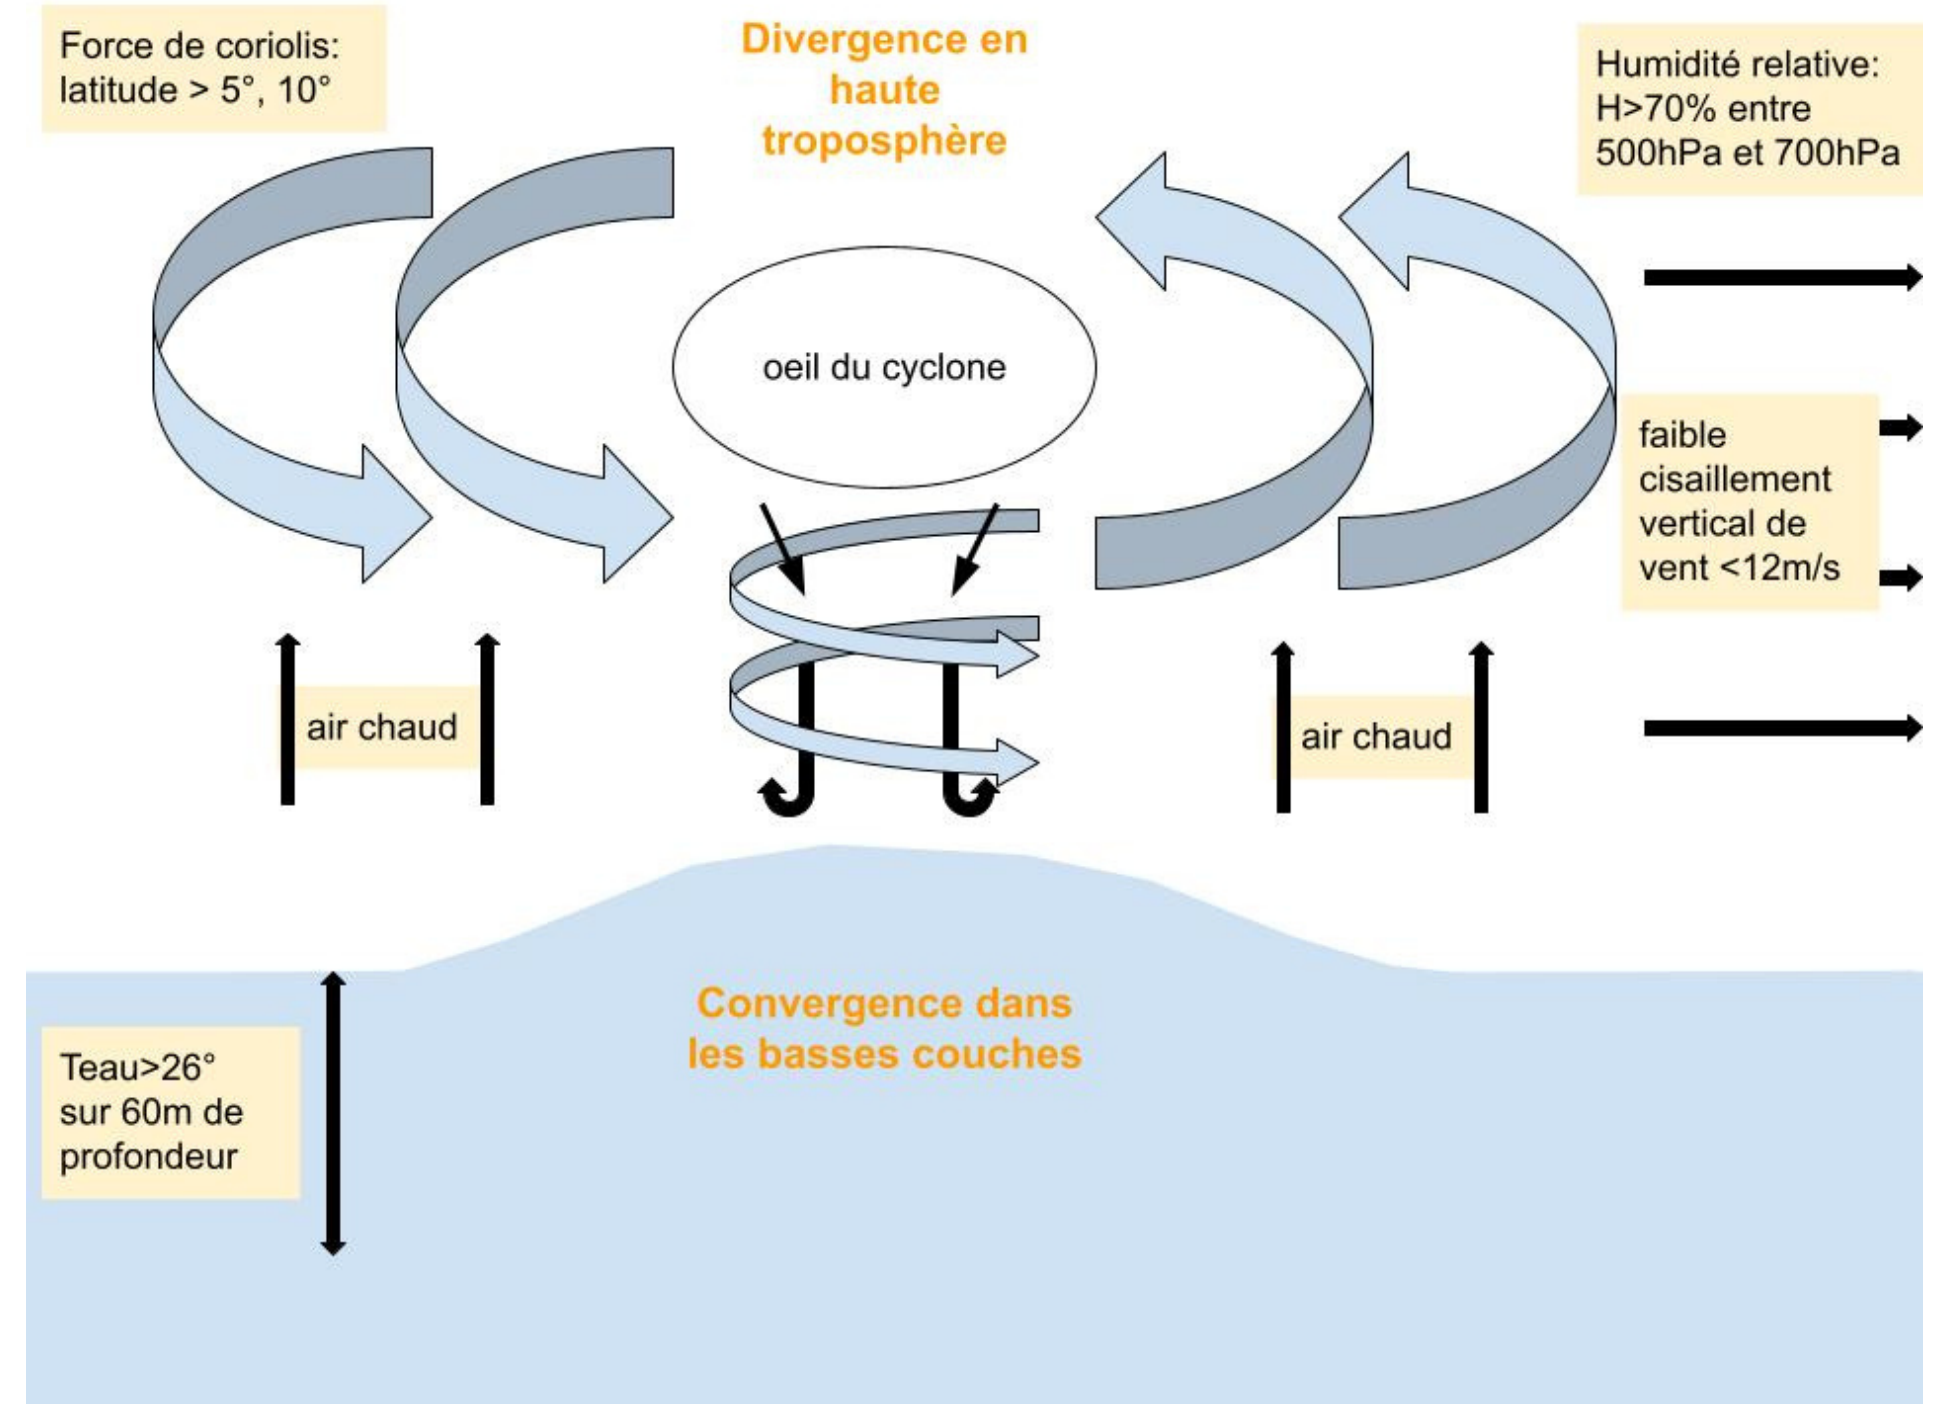 Force de coriolis:
latitude > 5°, 10°
Divergence en
haute
troposphère
Humidité relative:
H>70% entre
500hPa et 700hPa
oeil du cyclone
faible
cisaillement
vertical de
vent <12m/s
air chaud
air chaud
Convergence dans
les basses couches
Teau>26°
sur 60m de
profondeur